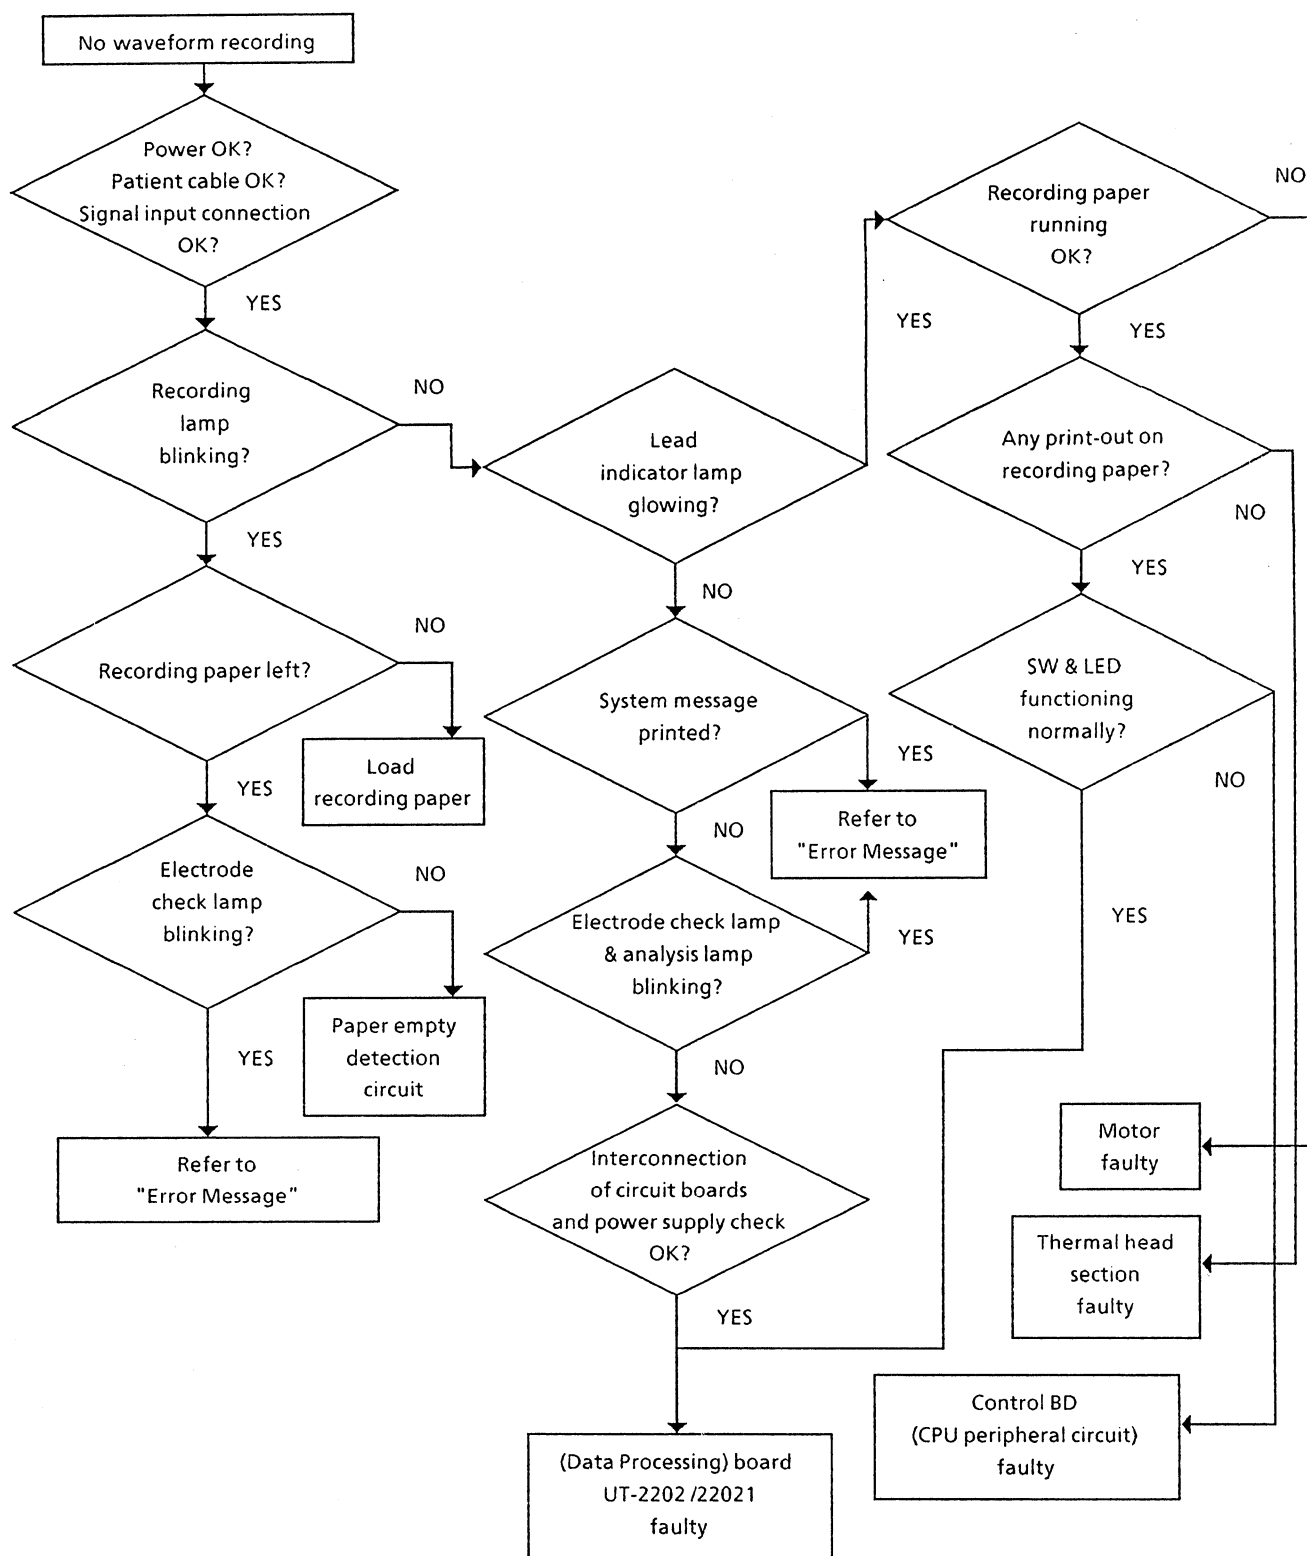 No waveform recording
Power OK?
Patient cable OK?
Signal input connection
OK?
YES
Recording
lamp
blinking?
NO
YES
Recording paper left?
NO
Load
recording paper
YES
Electrode
check lamp
blinking?
NO
Paper empty
detection
circuit
YES
Refer to
"Error Message"
Lead
indicator lamp
glowing?
YES
NO
System message
printed?
YES
Refer to
"Error Message"
NO
Electrode check lamp
& analysis lamp
blinking?
YES
NO
Interconnection
of circuit boards
and power supply check
OK?
YES
(Data Processing) board
UT-2202 /22021
faulty
Recording paper
running
OK?
NO
YES
Any print-out on
recording paper?
NO
YES
SW & LED
functioning
normally?
NO
YES
Motor
faulty
Thermal head
section
faulty
Control BD
(CPU peripheral circuit)
faulty